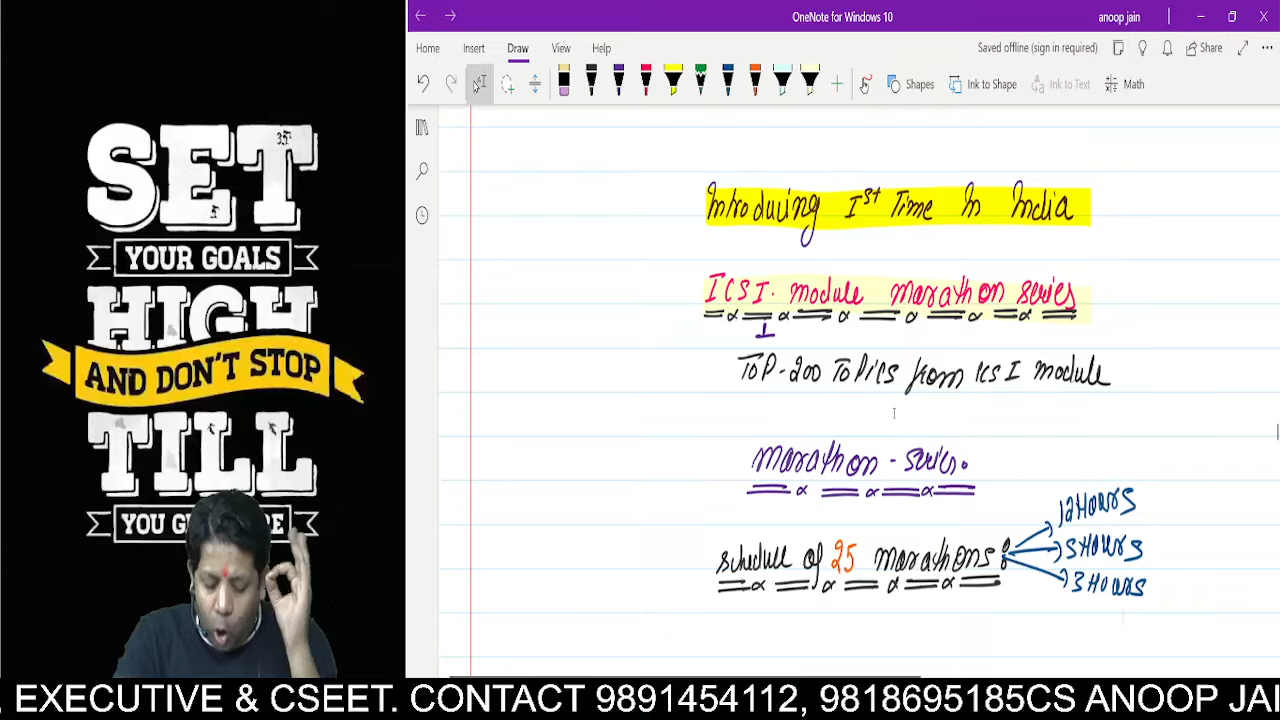 SET
YOUR GOALS
HIGH
AND DON'T STOP
TILL
OneNote for Windows 10
anoop jain
Home Insert Draw View Help
Saved offline (sign in required)
Share
Shapes
Ink to Shape
Ink to Text
Math
Introducing Ist Time In India
ICSI module marathon series
I
TOP-200 TOPICS from ICSI module
marathon - series.
schedule of 25 marathons:
12 HOURS
5 HOURS
3 HOURS
. EXECUTIVE & CSEET. CONTACT 9891454112, 9818695185CS ANOOP JAI